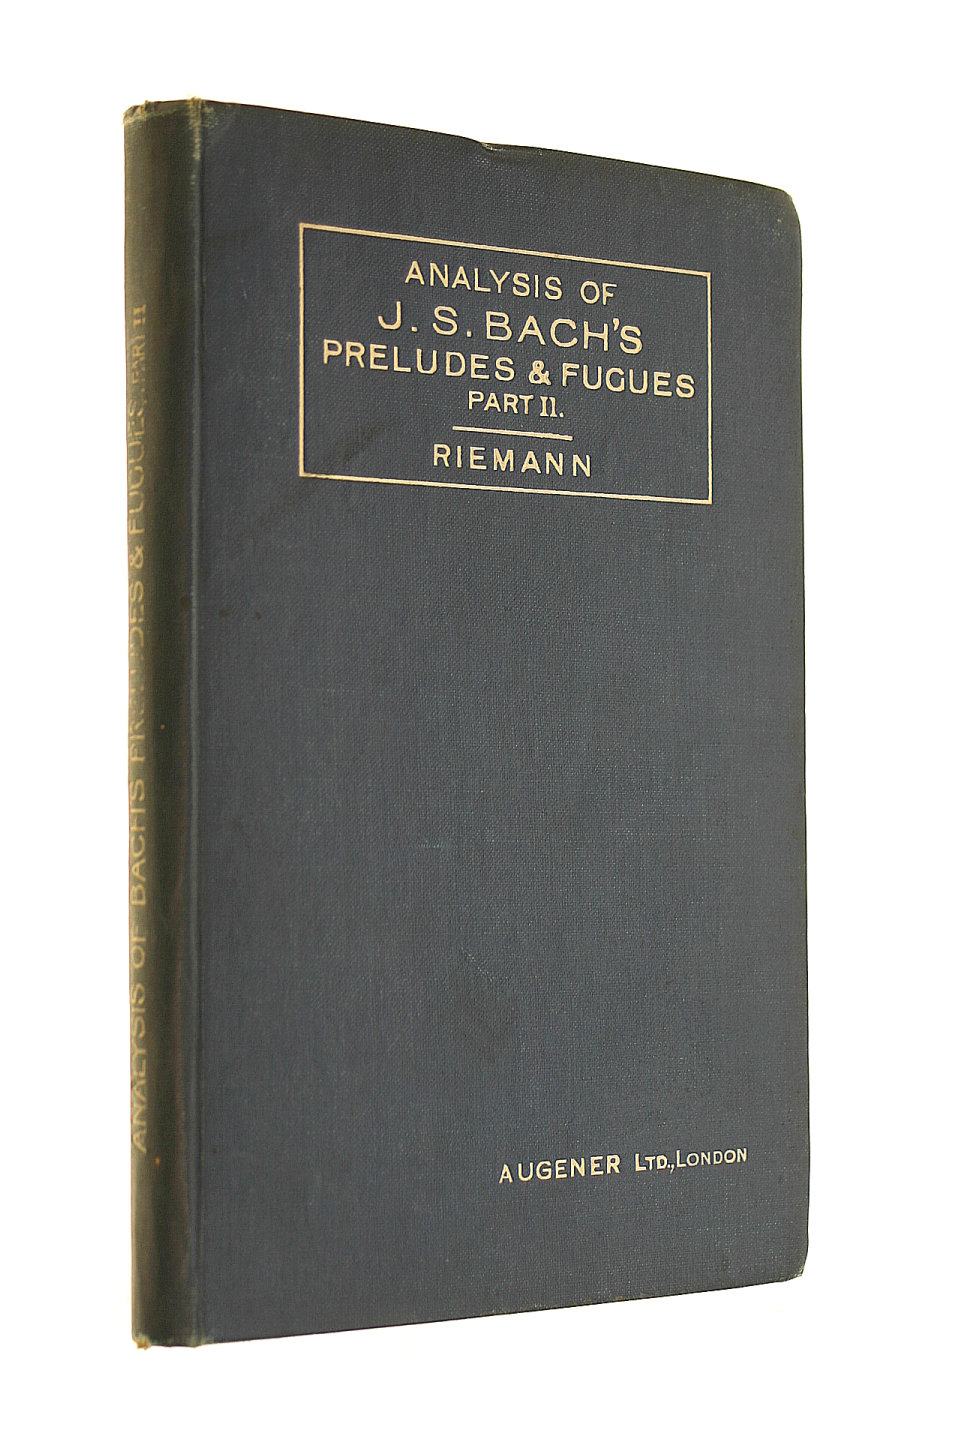 ANALYSIS OF
J. S. BACH'S
PRELUDES & FUGUES
PART II.
RIEMANN
AUGENER LTD., LONDON
ANALYSIS OF BACH'S PRELUDES & FUGUES. PART II